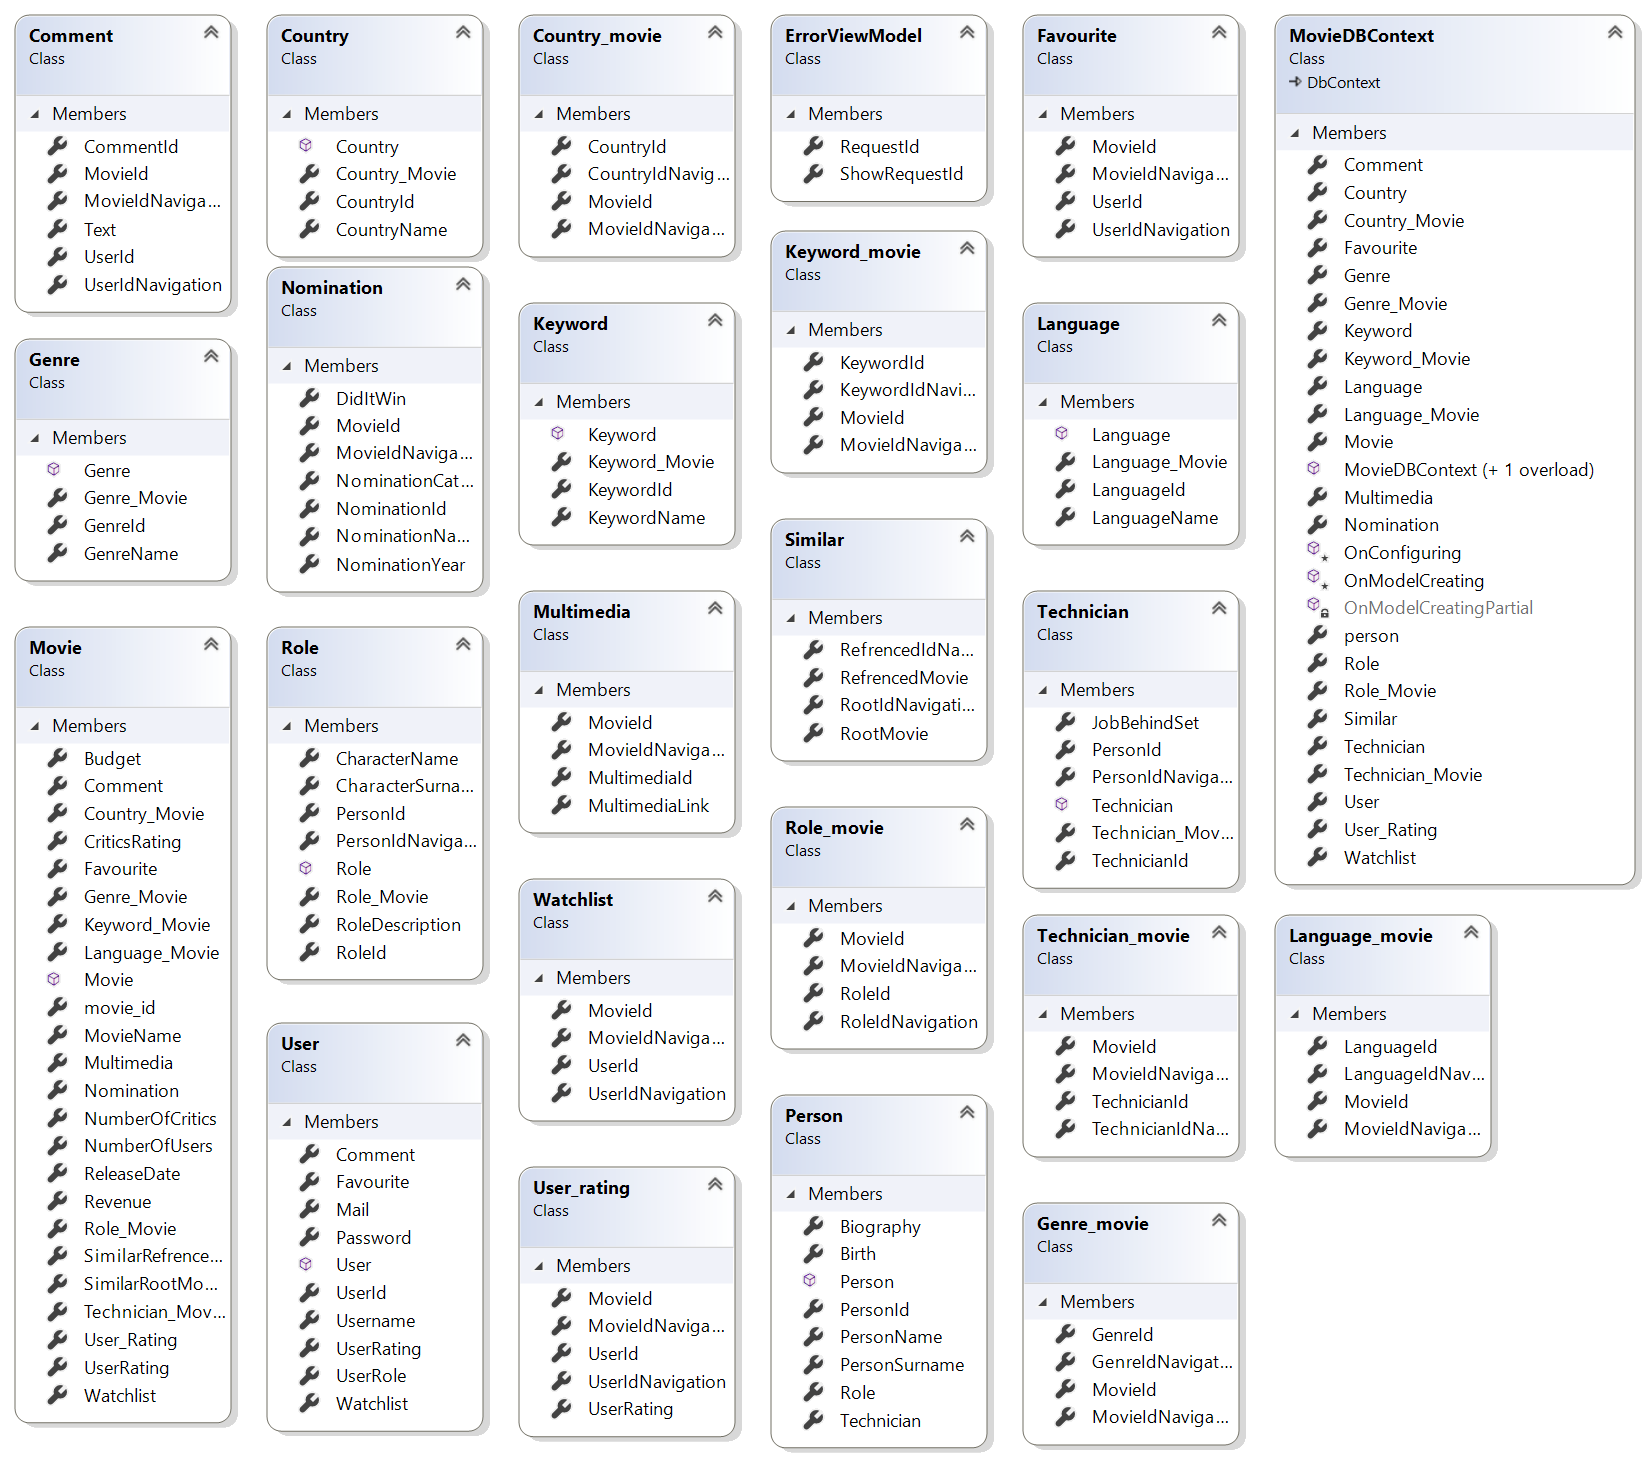 Comment
Class
Members
CommentId
MovieId
MovieIdNaviga...
Text
UserId
UserIdNavigation
Genre
Class
Members
Genre
Genre_Movie
GenreId
GenreName
Movie
Class
Members
Budget
Comment
Country_Movie
CriticsRating
Favourite
Genre_Movie
Keyword_Movie
Language_Movie
Movie
movie_id
MovieName
Multimedia
Nomination
NumberOfCritics
NumberOfUsers
ReleaseDate
Revenue
Role_Movie
SimilarRefrence...
SimilarRootMo...
Technician_Mov...
User_Rating
UserRating
Watchlist
Country
Class
Members
Country
Country_Movie
CountryId
CountryName
Nomination
Class
Members
DidItWin
MovieId
MovieIdNaviga...
NominationCat...
NominationId
NominationNa...
NominationYear
Role
Class
Members
CharacterName
CharacterSurna...
PersonId
PersonIdNaviga...
Role
Role_Movie
RoleDescription
RoleId
User
Class
Members
Comment
Favourite
Mail
Password
User
UserId
Username
UserRating
UserRole
Watchlist
Country_movie
Class
Members
CountryId
CountryIdNavig...
MovieId
MovieIdNaviga...
Keyword
Class
Members
Keyword
Keyword_Movie
KeywordId
KeywordName
Multimedia
Class
Members
MovieId
MovieIdNaviga...
MultimediaId
MultimediaLink
Watchlist
Class
Members
MovieId
MovieIdNaviga...
UserId
UserIdNavigation
User_rating
Class
Members
MovieId
MovieIdNaviga...
UserId
UserIdNavigation
UserRating
ErrorViewModel
Class
Members
RequestId
ShowRequestId
Keyword_movie
Class
Members
KeywordId
KeywordIdNavi...
MovieId
MovieIdNaviga...
Similar
Class
Members
RefrencedIdNa...
RefrencedMovie
RootIdNavigati...
RootMovie
Role_movie
Class
Members
MovieId
MovieIdNaviga...
RoleId
RoleIdNavigation
Person
Class
Members
Biography
Birth
Person
PersonId
PersonName
PersonSurname
Role
Technician
Favourite
Class
Members
MovieId
MovieIdNaviga...
UserId
UserIdNavigation
Language
Class
Members
Language
Language_Movie
LanguageId
LanguageName
Technician
Class
Members
JobBehindSet
PersonId
PersonIdNaviga...
Technician
Technician_Mov...
TechnicianId
Technician_movie
Class
Members
MovieId
MovieIdNaviga...
TechnicianId
TechnicianIdNa...
Genre_movie
Class
Members
GenreId
GenreIdNavigat...
MovieId
MovieIdNaviga...
MovieDBContext
Class
DbContext
Members
Comment
Country
Country_Movie
Favourite
Genre
Genre_Movie
Keyword
Keyword_Movie
Language
Language_Movie
Movie
MovieDBContext (+ 1 overload)
Multimedia
Nomination
OnConfiguring
OnModelCreating
OnModelCreatingPartial
person
Role
Role_Movie
Similar
Technician
Technician_Movie
User
User_Rating
Watchlist
Language_movie
Class
Members
LanguageId
LanguageIdNav...
MovieId
MovieIdNaviga...